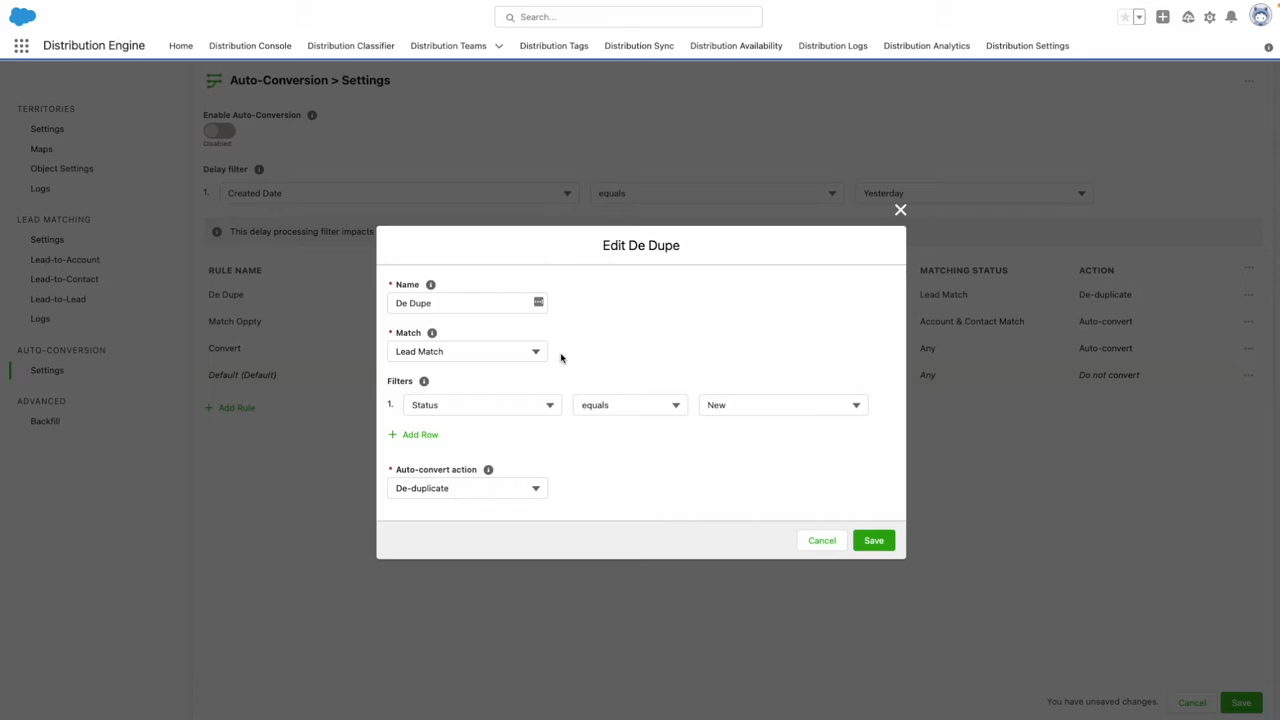 Search...
Distribution Engine
Home
Distribution Console
Distribution Classifier
Distribution Teams
Distribution Tags
Distribution Sync
Distribution Availability
Distribution Logs
Distribution Analytics
Distribution Settings
TERRITORIES
Settings
Maps
Object Settings
Logs
LEAD MATCHING
Settings
Lead-to-Account
Lead-to-Contact
Lead-to-Lead
Logs
AUTO-CONVERSION
Settings
ADVANCED
Backfill
Auto-Conversion > Settings
Enable Auto-Conversion
Disabled
Delay filter
1. Created Date equals Yesterday
This delay processing filter impacts
RULE NAME MATCHING STATUS ACTION
De Dupe Lead Match De-duplicate
Match Oppty Account & Contact Match Auto-convert
Convert Any Auto-convert
Default (Default) Any Do not convert
+ Add Rule
Edit De Dupe
* Name
De Dupe
* Match
Lead Match
Filters
1. Status equals New
+ Add Row
* Auto-convert action
De-duplicate
Cancel Save
You have unsaved changes. Cancel Save